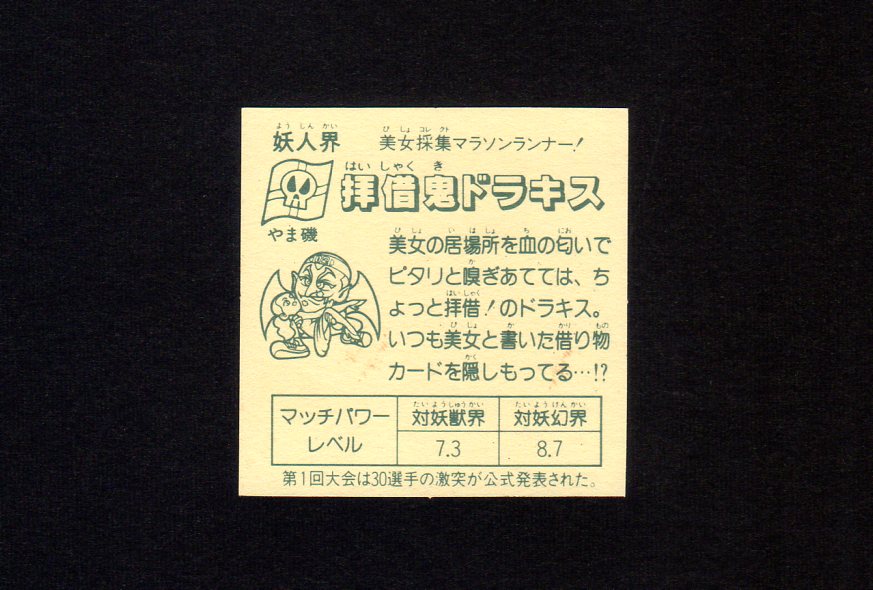 妖人界 美女採集マラソンランナー!
拝借鬼ドラキス
やま磯
美女の居場所を血の匂いで
ピタリと嗅ぎあてては、ち
ょっと拝借!のドラキス。
いつも美女と書いた借り物
カードを隠しもってる…!?
マッチパワーレベル 対妖獣界 対妖幻界
7.3 8.7
第1回大会は30選手の激突が公式発表された。